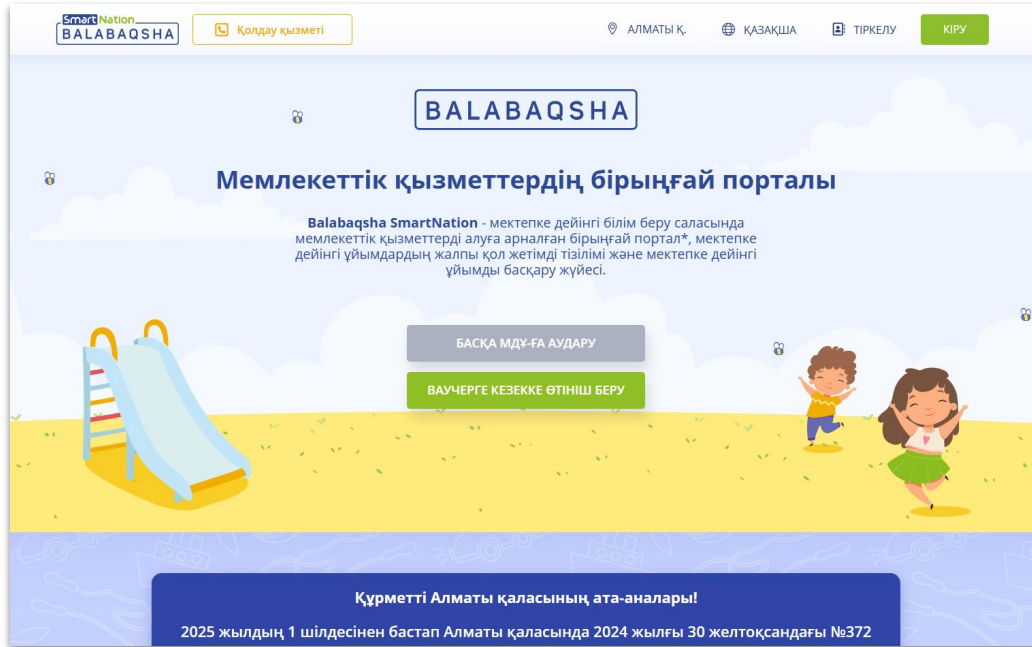 Smart Nation
BALABAQSHA
Қолдау қызметі
АЛМАТЫ Қ.
ҚАЗАҚША
ТІРКЕЛУ
КІРУ
BALABAQSHA
Мемлекеттік қызметтердің бірыңғай порталы
Balabaqsha SmartNation - мектепке дейінгі білім беру саласында
мемлекеттік қызметтерді алуға арналған бірыңғай портал*, мектепке
дейінгі ұйымдардың жалпы қол жетімді тізілімі және мектепке дейінгі
ұйымды басқару жүйесі.
БАСҚА МДҰ-ҒА АУДАРУ
ВАУЧЕРГЕ КЕЗЕККЕ ӨТІНІШ БЕРУ
Құрметті Алматы қаласының ата-аналары!
2025 жылдың 1 шілдесінен бастап Алматы қаласында 2024 жылғы 30 желтоқсандағы №372